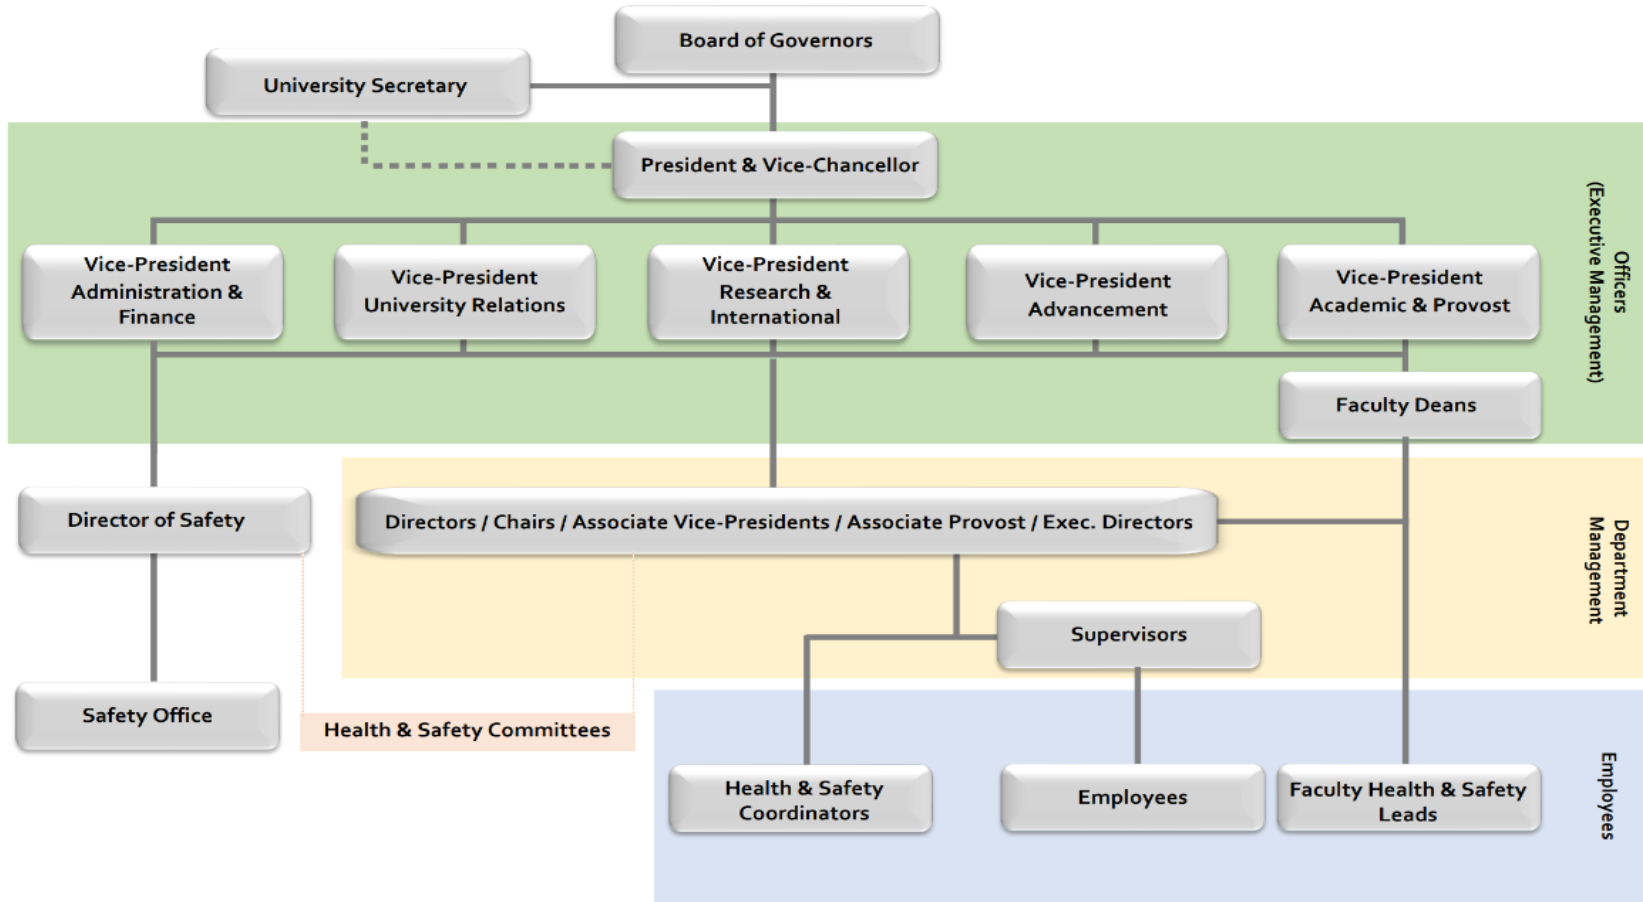 Board of Governors
University Secretary
President & Vice-Chancellor
Officers
(Executive Management)
Vice-President
Administration &
Finance
Vice-President
University Relations
Vice-President
Research &
International
Vice-President
Advancement
Vice-President
Academic & Provost
Faculty Deans
Director of Safety
Directors / Chairs / Associate Vice-Presidents / Associate Provost / Exec. Directors
Department
Management
Supervisors
Safety Office
Health & Safety Committees
Health & Safety
Coordinators
Employees
Faculty Health & Safety
Leads
Employees